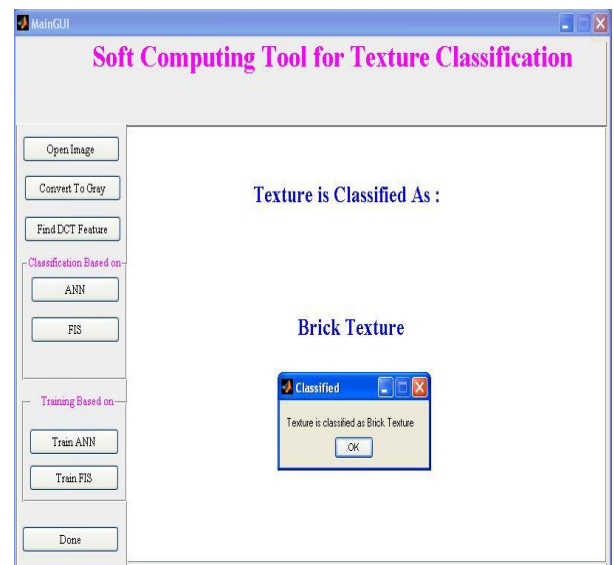 MainGUI
Soft Computing Tool for Texture Classification
Open Image
Convert To Gray
Find DCT Feature
Classification Based on
ANN
FIS
Training Based on
Train ANN
Train FIS
Done
Texture is Classified As :
Brick Texture
Classified
Texture is classified as Brick Texture
OK